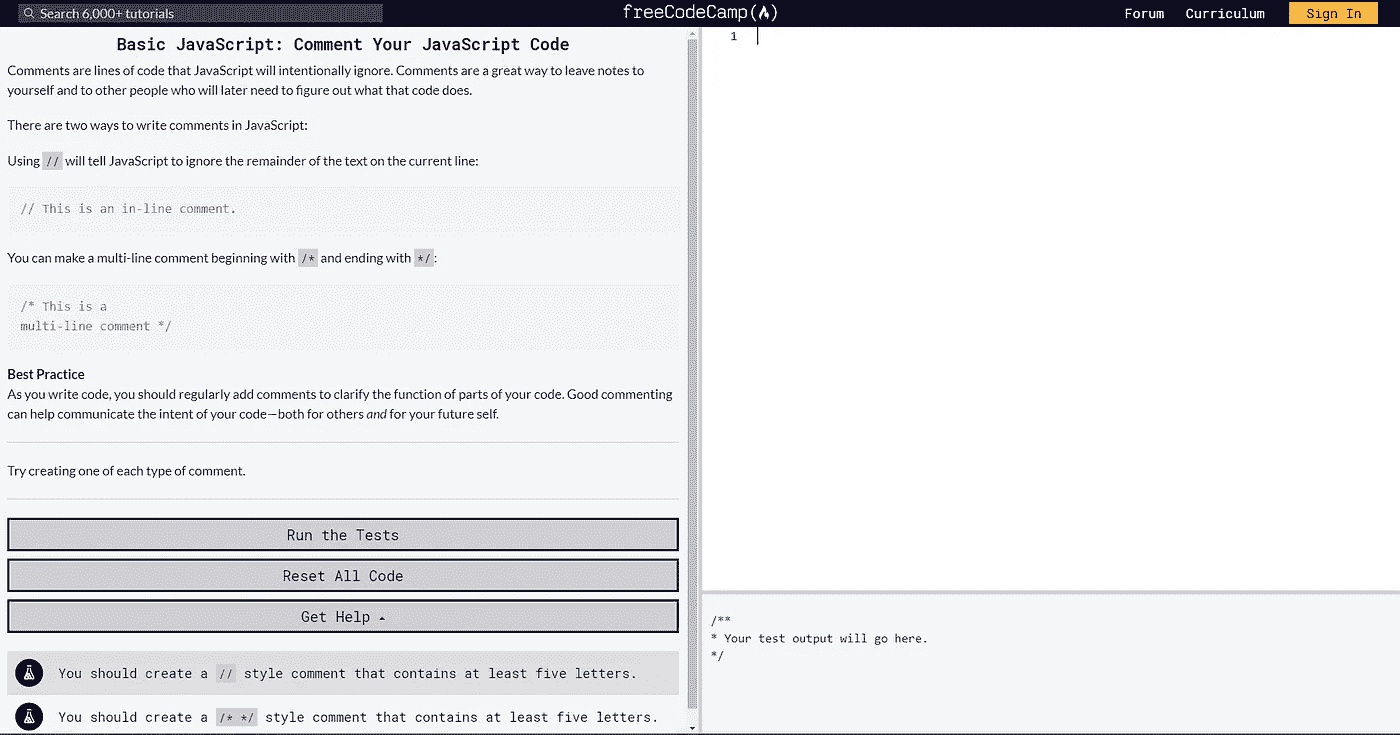 Search 6,000+ tutorials
freeCodeCamp
Forum
Curriculum
Sign In
Basic JavaScript: Comment Your JavaScript Code
Comments are lines of code that JavaScript will intentionally ignore. Comments are a great way to leave notes to
yourself and to other people who will later need to figure out what that code does.
There are two ways to write comments in JavaScript:
Using // will tell JavaScript to ignore the remainder of the text on the current line:
// This is an in-line comment.
You can make a multi-line comment beginning with /* and ending with */:
/* This is a
multi-line comment */
Best Practice
As you write code, you should regularly add comments to clarify the function of parts of your code. Good commenting
can help communicate the intent of your code—both for others and for your future self.
Try creating one of each type of comment.
Run the Tests
Reset All Code
Get Help
You should create a // style comment that contains at least five letters.
You should create a /* */ style comment that contains at least five letters.
1
/**
* Your test output will go here.
*/